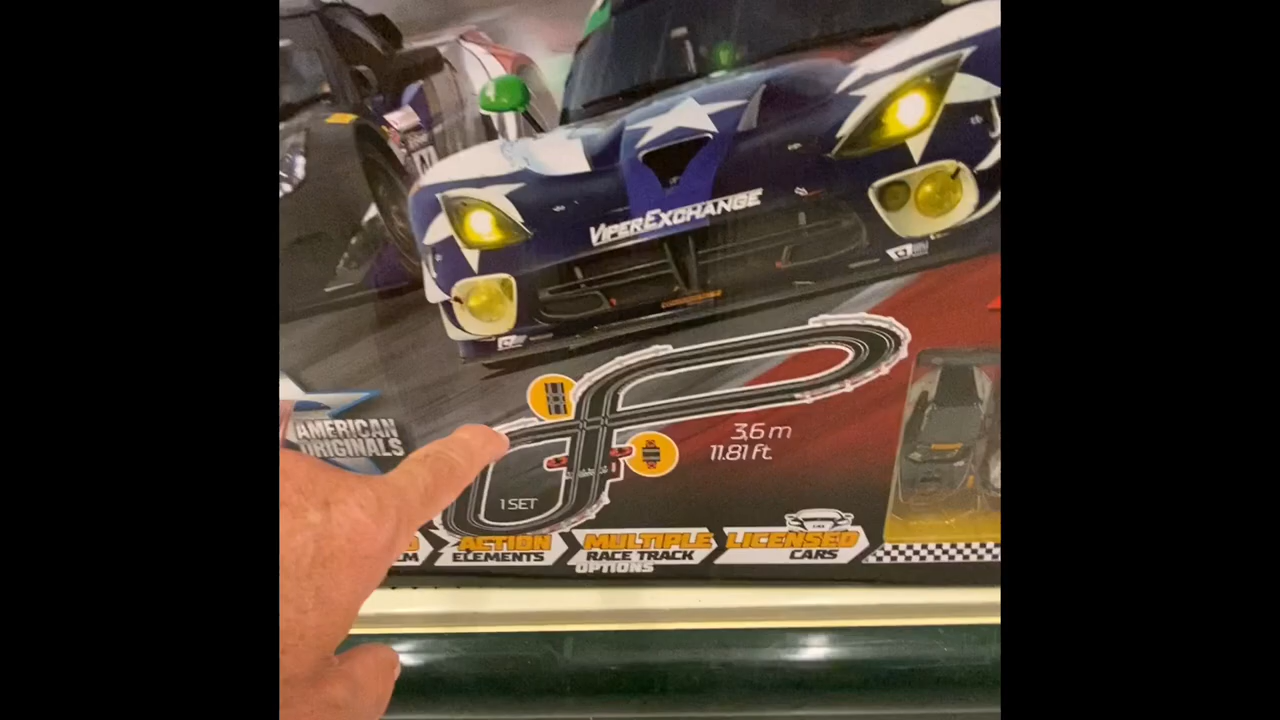 VIPEREXCHANGE
AMERICAN
ORIGINALS
3,6 m
11.81 ft.
1 SET
ACTION
ELEMENTS
MULTIPLE
RACE TRACK
OPTIONS
LICENSED
CARS